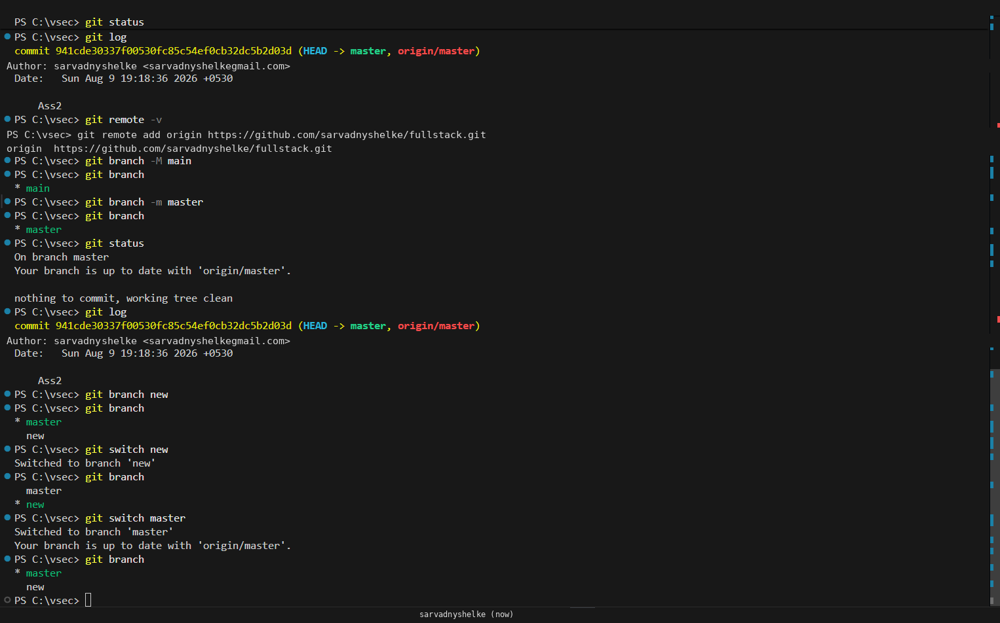 PS C:\vsec> git status
PS C:\vsec> git log
commit 941cde30337f00530fc85c54ef0cb32dc5b2d03d (HEAD -> master, origin/master)
Author: sarvadnyshelke <sarvadnyshelkegmail.com>
Date:   Sun Aug 9 19:18:36 2026 +0530
    Ass2
PS C:\vsec> git remote -v
PS C:\vsec> git remote add origin https://github.com/sarvadnyshelke/fullstack.git
origin  https://github.com/sarvadnyshelke/fullstack.git
PS C:\vsec> git branch -M main
PS C:\vsec> git branch
* main
PS C:\vsec> git branch -m master
PS C:\vsec> git branch
* master
PS C:\vsec> git status
On branch master
Your branch is up to date with 'origin/master'.
nothing to commit, working tree clean
PS C:\vsec> git log
commit 941cde30337f00530fc85c54ef0cb32dc5b2d03d (HEAD -> master, origin/master)
Author: sarvadnyshelke <sarvadnyshelkegmail.com>
Date:   Sun Aug 9 19:18:36 2026 +0530
    Ass2
PS C:\vsec> git branch new
PS C:\vsec> git branch
* master
  new
PS C:\vsec> git switch new
Switched to branch 'new'
PS C:\vsec> git branch
  master
* new
PS C:\vsec> git switch master
Switched to branch 'master'
Your branch is up to date with 'origin/master'.
PS C:\vsec> git branch
* master
  new
PS C:\vsec>
sarvadnyshelke (now)